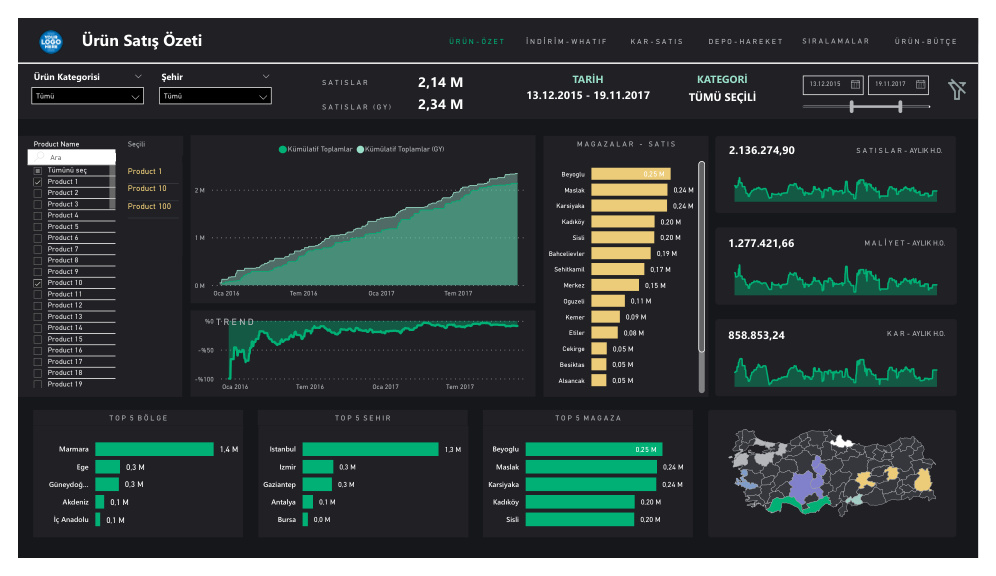 YOUR LOGO HERE
Ürün Satış Özeti
ÜRÜN-ÖZET
İNDİRİM-WHATIF
KAR-SATIS
DEPO-HAREKET
SIRALAMALAR
ÜRÜN-BÜTÇE
Ürün Kategorisi
Tümü
Şehir
Tümü
SATISLAR 2,14 M
SATISLAR (GY) 2,34 M
TARİH
13.12.2015 - 19.11.2017
KATEGORİ
TÜMÜ SEÇİLİ
13.12.2015
19.11.2017
Product Name
Ara
Tümünü seç
Product 1
Product 2
Product 3
Product 4
Product 5
Product 6
Product 7
Product 8
Product 9
Product 10
Product 11
Product 12
Product 13
Product 14
Product 15
Product 16
Product 17
Product 18
Product 19
Seçili
Product 1
Product 10
Product 100
Kümülatif Toplamlar
Kümülatif Toplamlar (GY)
2 M
1 M
0 M
Oca 2016
Tem 2016
Oca 2017
Tem 2017
TREND
%0
-%50
-%100
Oca 2016
Tem 2016
Oca 2017
Tem 2017
MAGAZALAR - SATIS
Beyoglu 0,25 M
Maslak 0,24 M
Karsiyaka 0,24 M
Kadıköy 0,20 M
Sisli 0,20 M
Bahcelievler 0,19 M
Sehitkamil 0,17 M
Merkez 0,15 M
Oguzeli 0,11 M
Kemer 0,09 M
Etiler 0,08 M
Cekirge 0,05 M
Besiktas 0,05 M
Alsancak 0,05 M
2.136.274,90
SATISLAR - AYLIK H.O.
1.277.421,66
MALİYET - AYLIK H.O.
858.853,24
KAR - AYLIK H.O.
TOP 5 BÖLGE
Marmara 1,4 M
Ege 0,3 M
Güneydoğ... 0,3 M
Akdeniz 0,1 M
İç Anadolu 0,1 M
TOP 5 SEHIR
Istanbul 1,3 M
Izmir 0,3 M
Gaziantep 0,3 M
Antalya 0,1 M
Bursa 0,0 M
TOP 5 MAGAZA
Beyoglu 0,25 M
Maslak 0,24 M
Karsiyaka 0,24 M
Kadıköy 0,20 M
Sisli 0,20 M